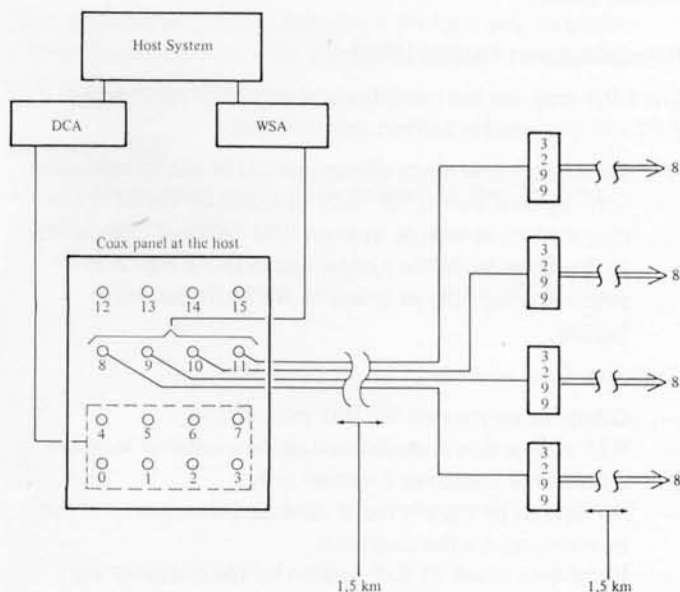 Host System
DCA WSA
3299 8
Coax panel at the host
12 13 14 15
3299 8
8 9 10 11
3299 8
4 5 6 7
0 1 2 3
3299 8
1.5 km 1.5 km